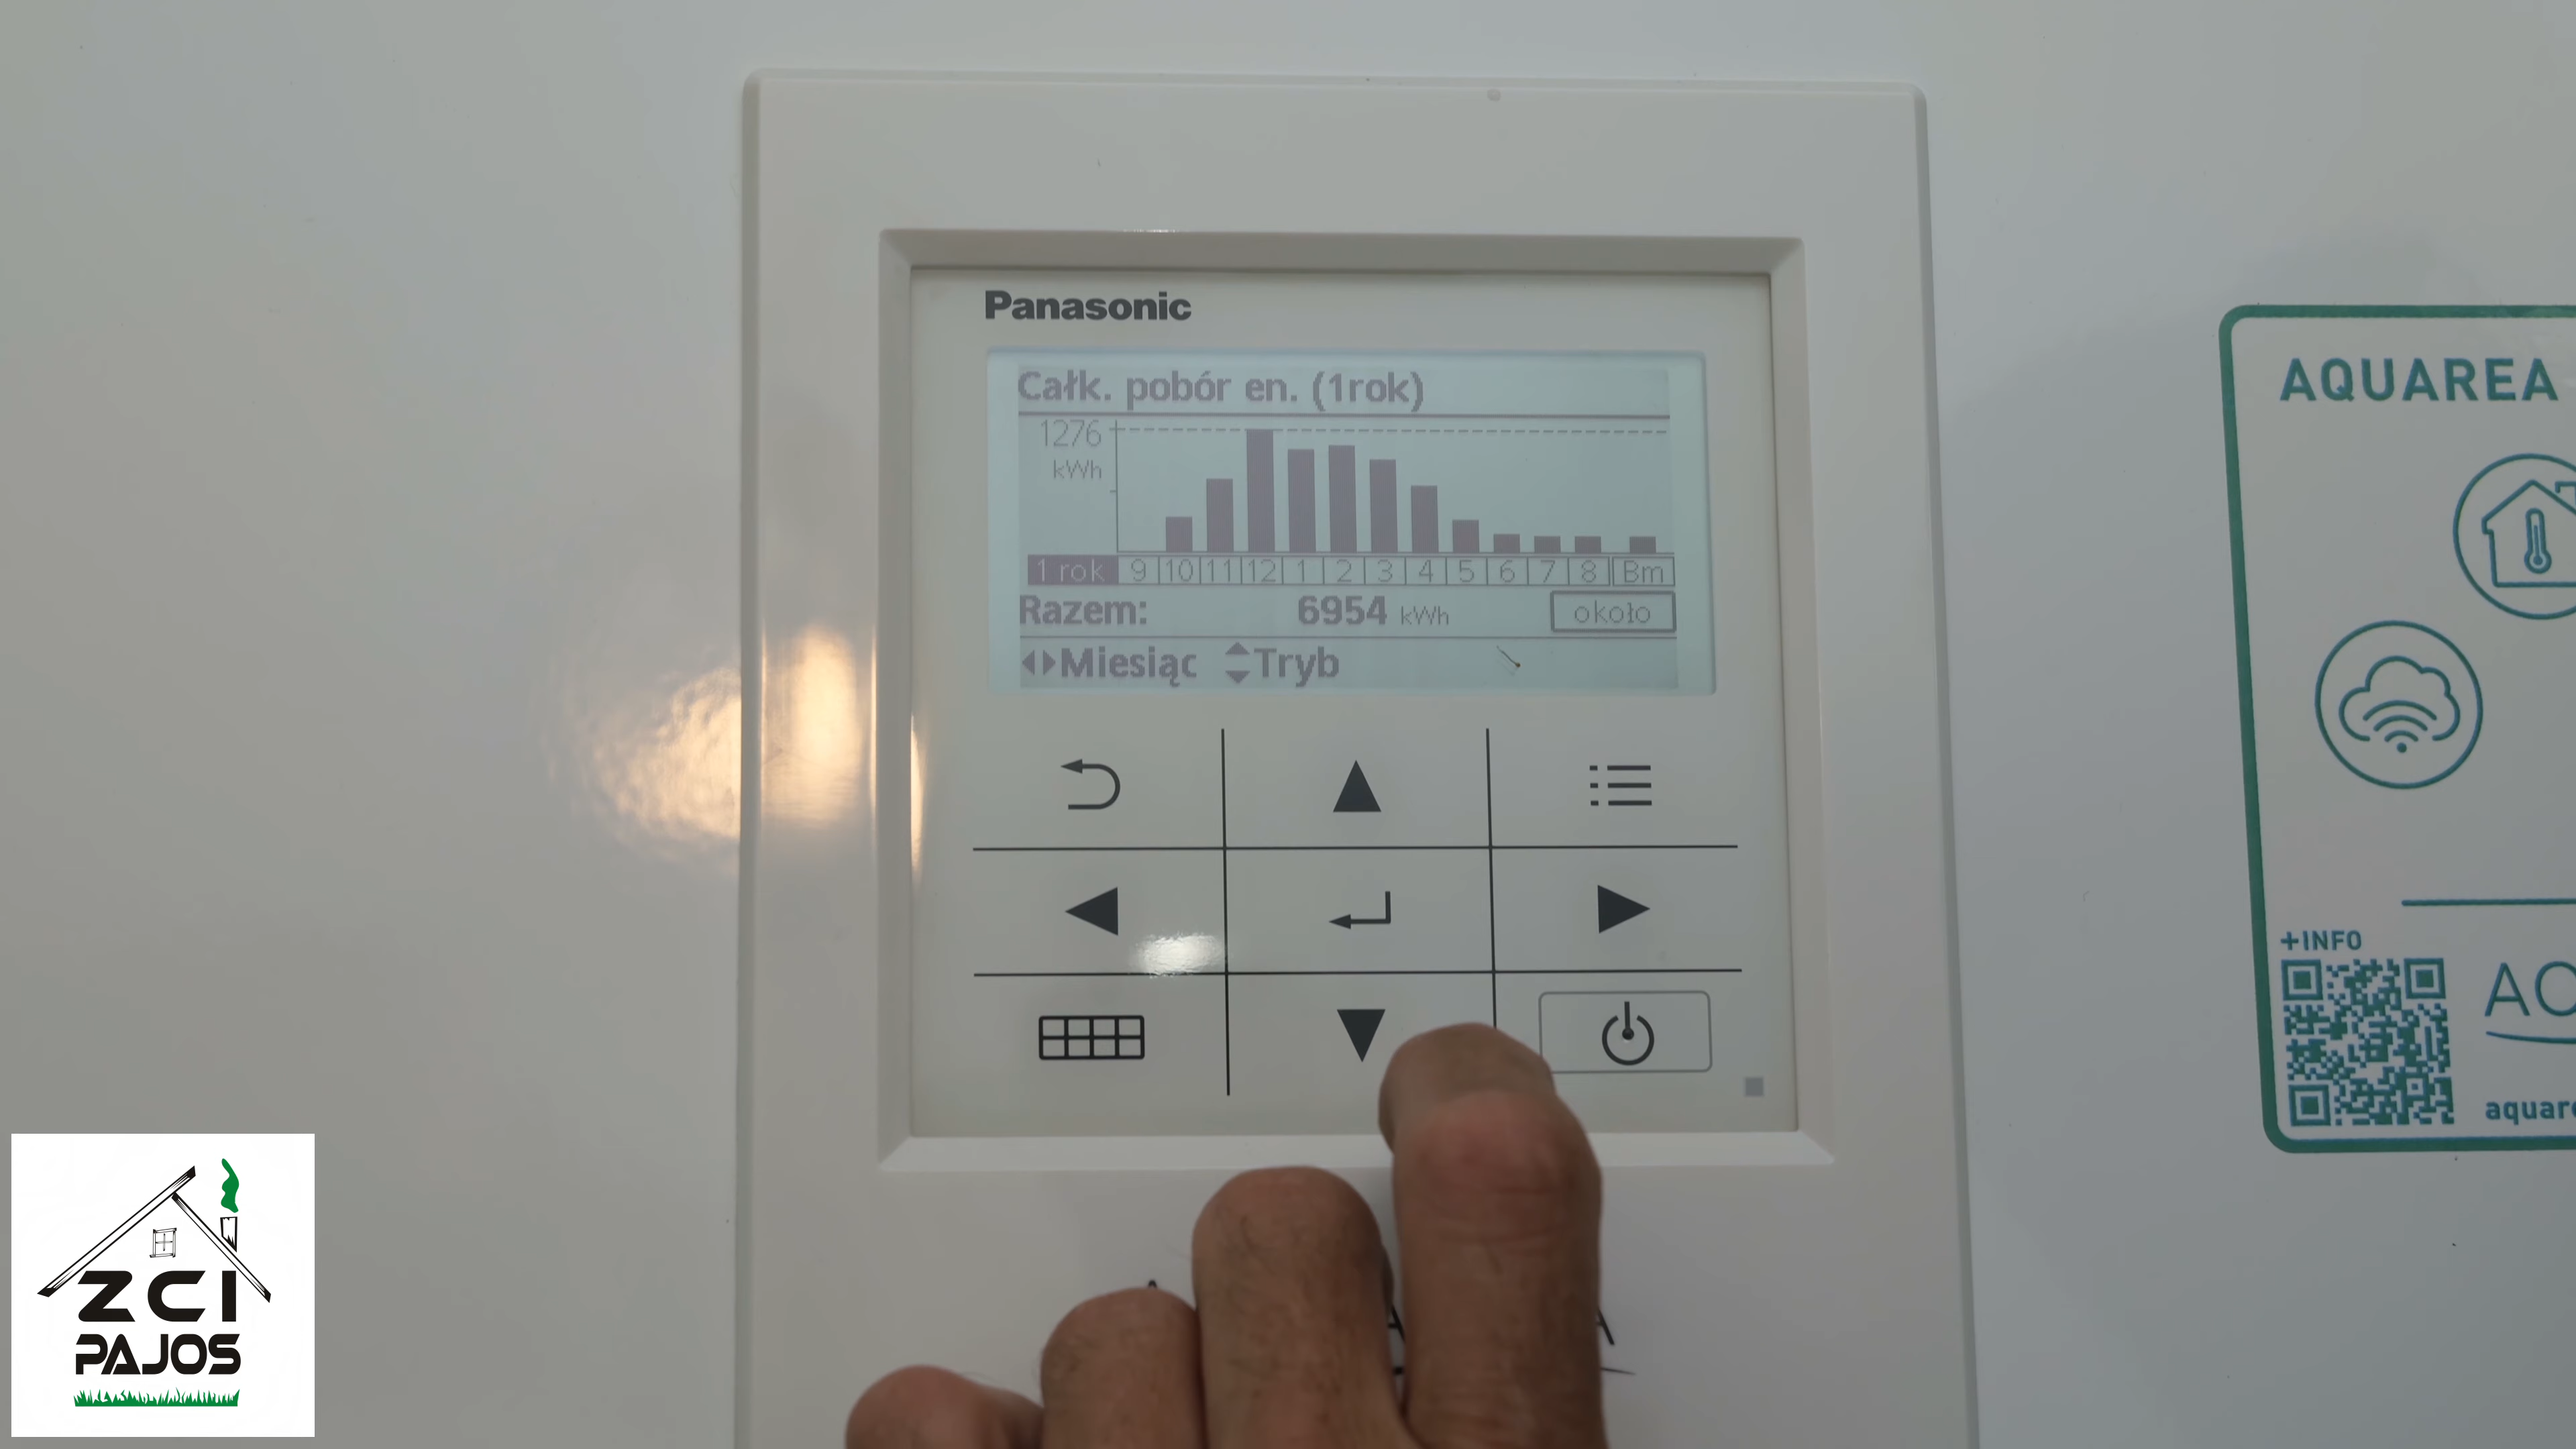 Panasonic
Całk. pobór en. (1rok)
1276
kWh
1 rok 9 10 11 12 1 2 3 4 5 6 7 8 Bm
Razem: 6954 kWh około
Miesiąc Tryb
AQUAREA
+INFO
ZCI
PAJOS